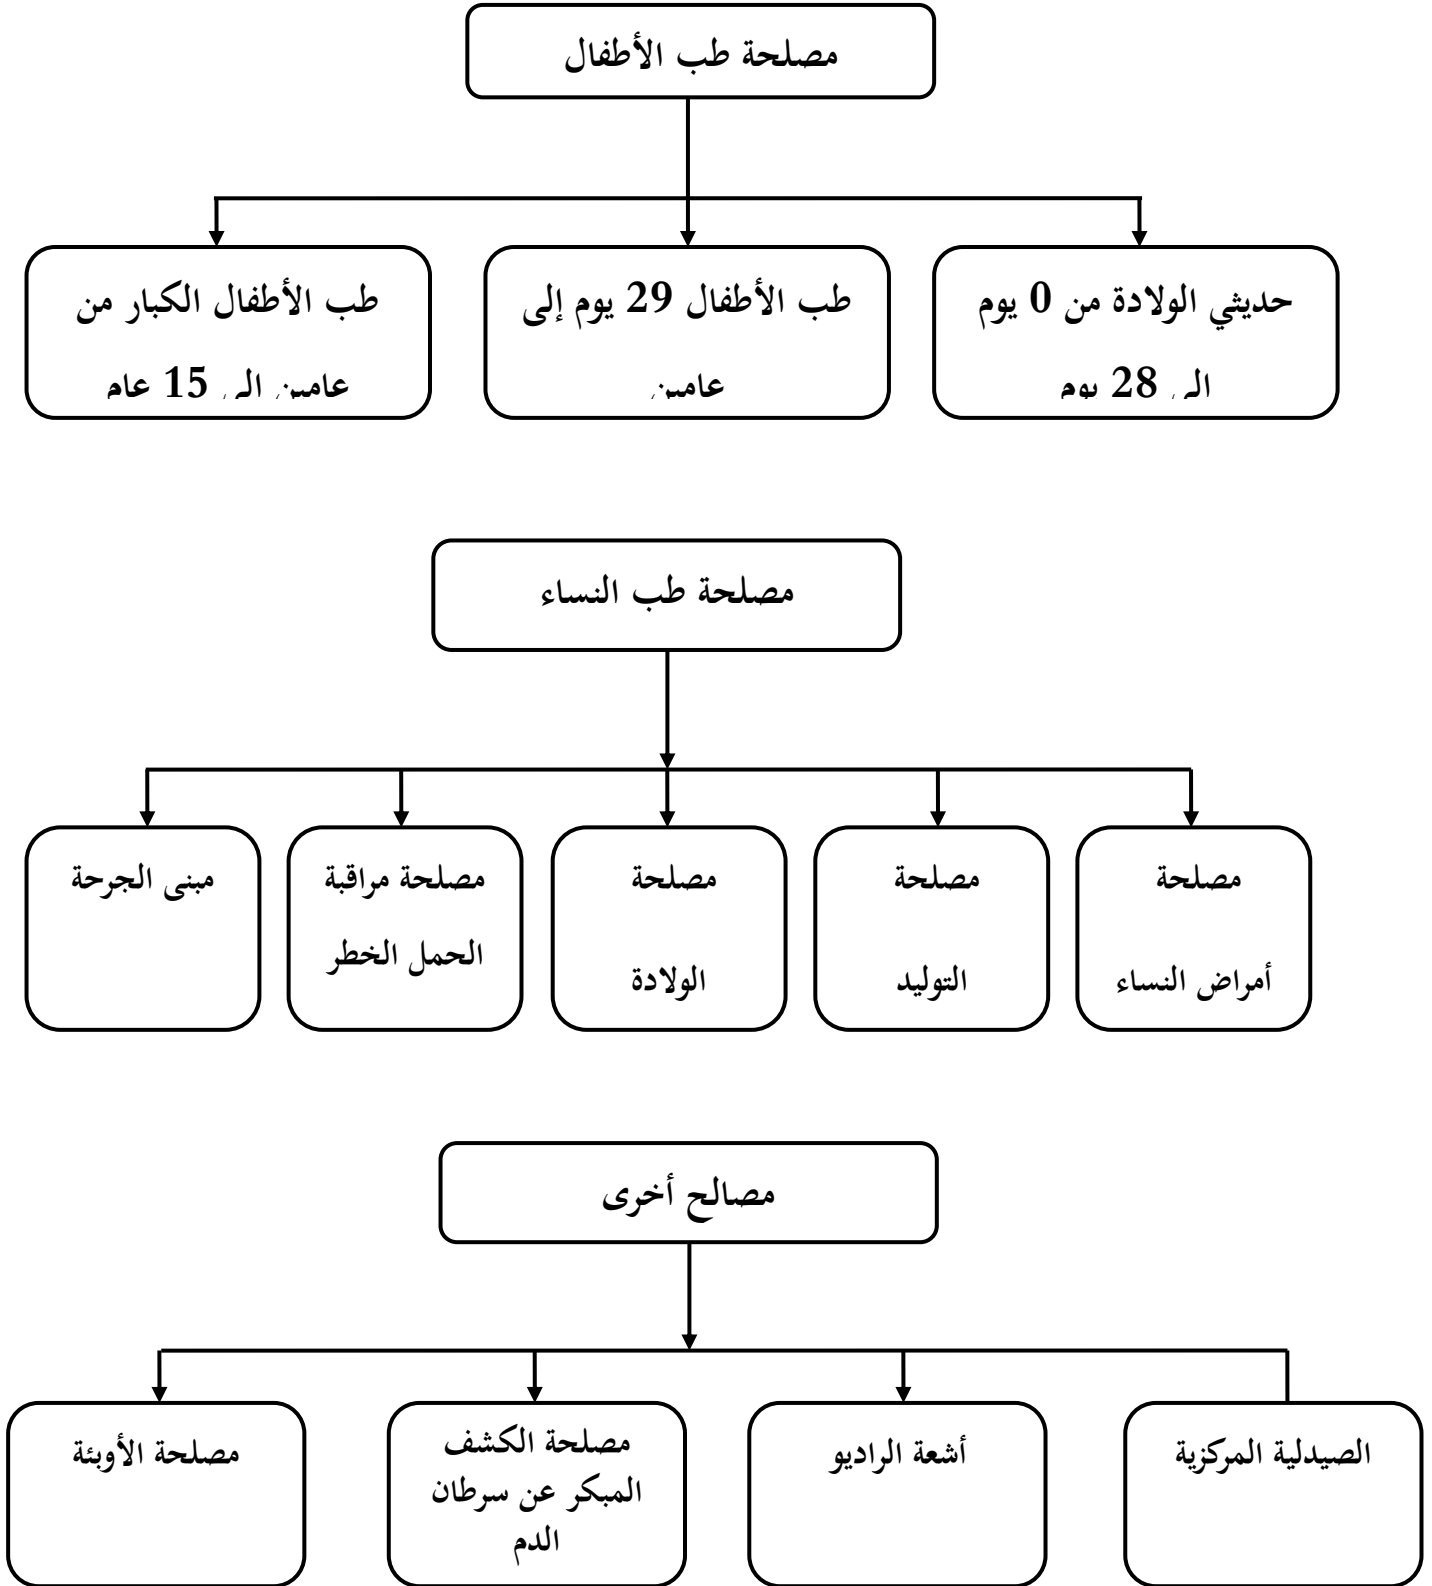 مصلحة طب الأطفال
حديثي الولادة من 0 يوم
الى 28 يوم
طب الأطفال 29 يوم إلى
عامين
طب الأطفال الكبار من
عامين الى 15 عام
مصلحة طب النساء
مصلحة
أمراض النساء
مصلحة
التوليد
مصلحة
الولادة
مصلحة مراقبة
الحمل الخطر
مبنى الجرحة
مصالح أخرى
الصيدلية المركزية
أشعة الراديو
مصلحة الكشف
المبكر عن سرطان
الدم
مصلحة الأوبئة